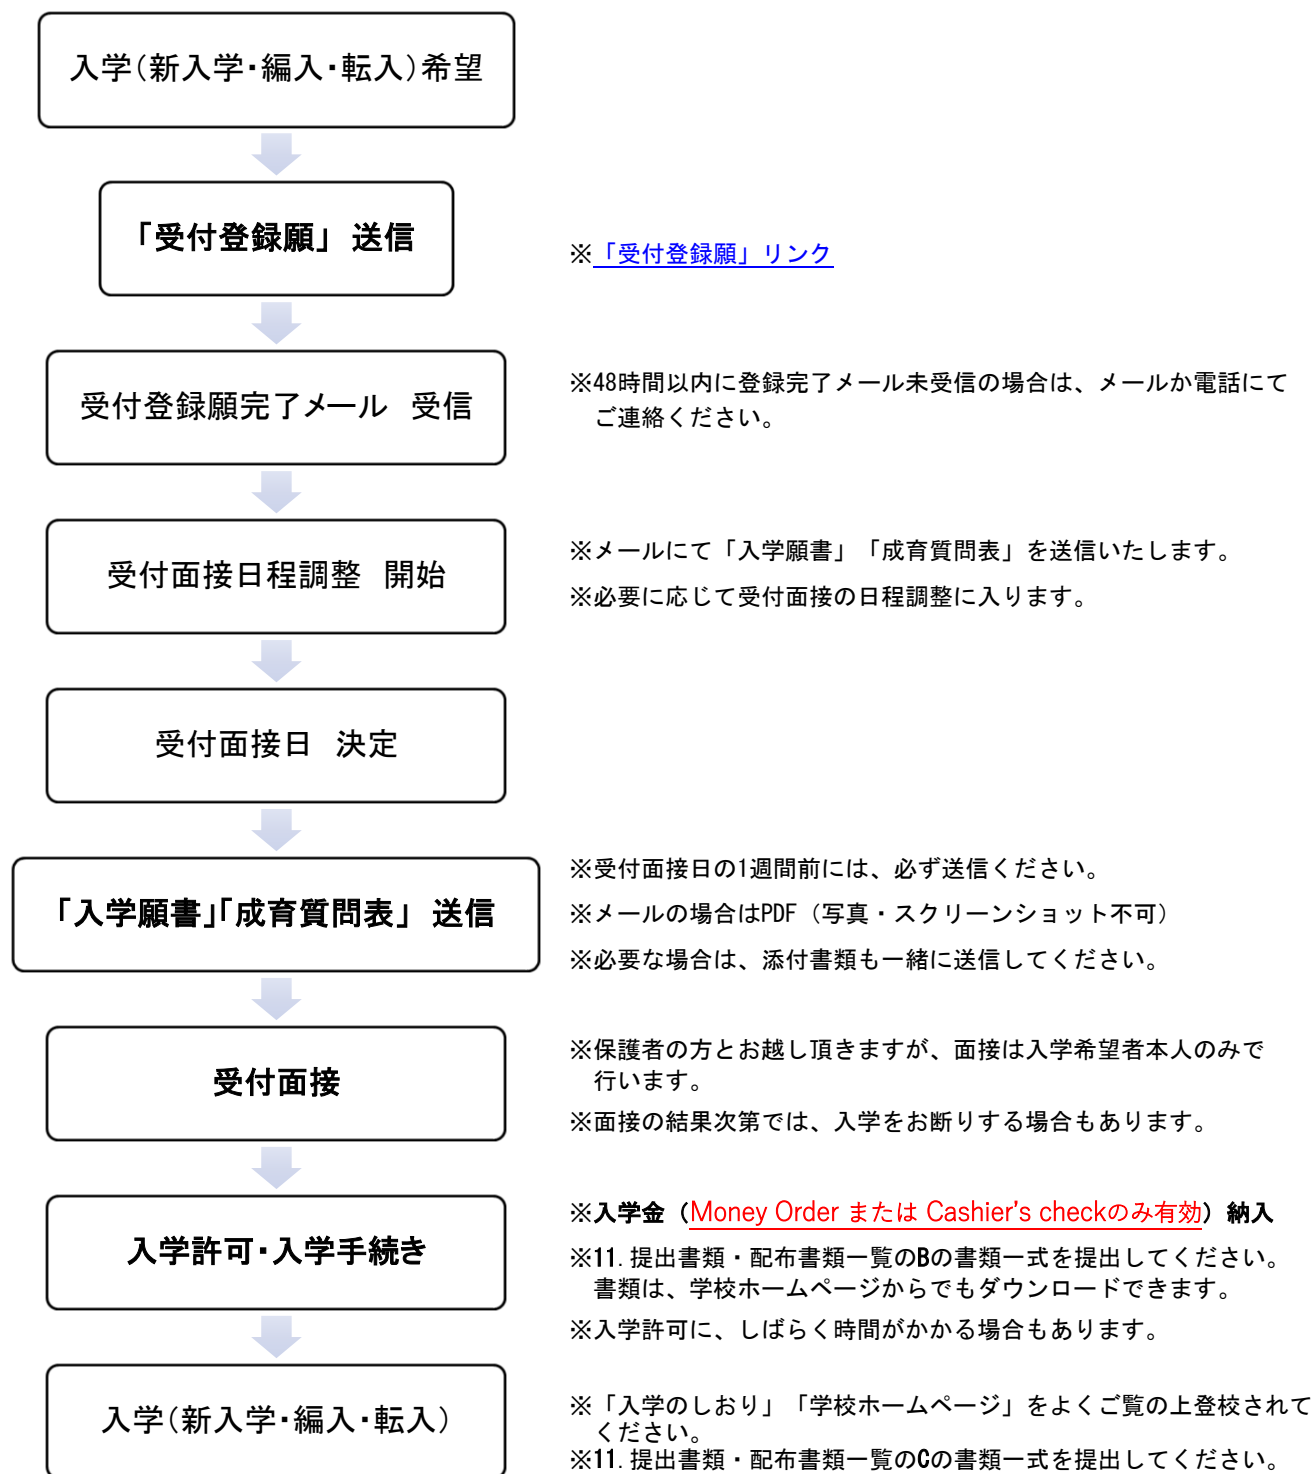 入学(新入学・編入・転入)希望
「受付登録願」 送信
※「受付登録願」リンク
受付登録願完了メール 受信
※48時間以内に登録完了メール未受信の場合は、メールか電話にて
ご連絡ください。
受付面接日程調整 開始
※メールにて「入学願書」「成育質問表」を送信いたします。
※必要に応じて受付面接の日程調整に入ります。
受付面接日 決定
「入学願書」「成育質問表」 送信
※受付面接日の1週間前には、必ず送信ください。
※メールの場合はPDF（写真・スクリーンショット不可）
※必要な場合は、添付書類も一緒に送信してください。
受付面接
※保護者の方とお越し頂きますが、面接は入学希望者本人のみで
行います。
※面接の結果次第では、入学をお断りする場合もあります。
入学許可・入学手続き
※入学金（Money Order または Cashier's checkのみ有効）納入
※11.提出書類・配布書類一覧のBの書類一式を提出してください。
書類は、学校ホームページからでもダウンロードできます。
※入学許可に、しばらく時間がかかる場合もあります。
入学(新入学・編入・転入)
※「入学のしおり」「学校ホームページ」をよくご覧の上登校されて
ください。
※11.提出書類・配布書類一覧のCの書類一式を提出してください。